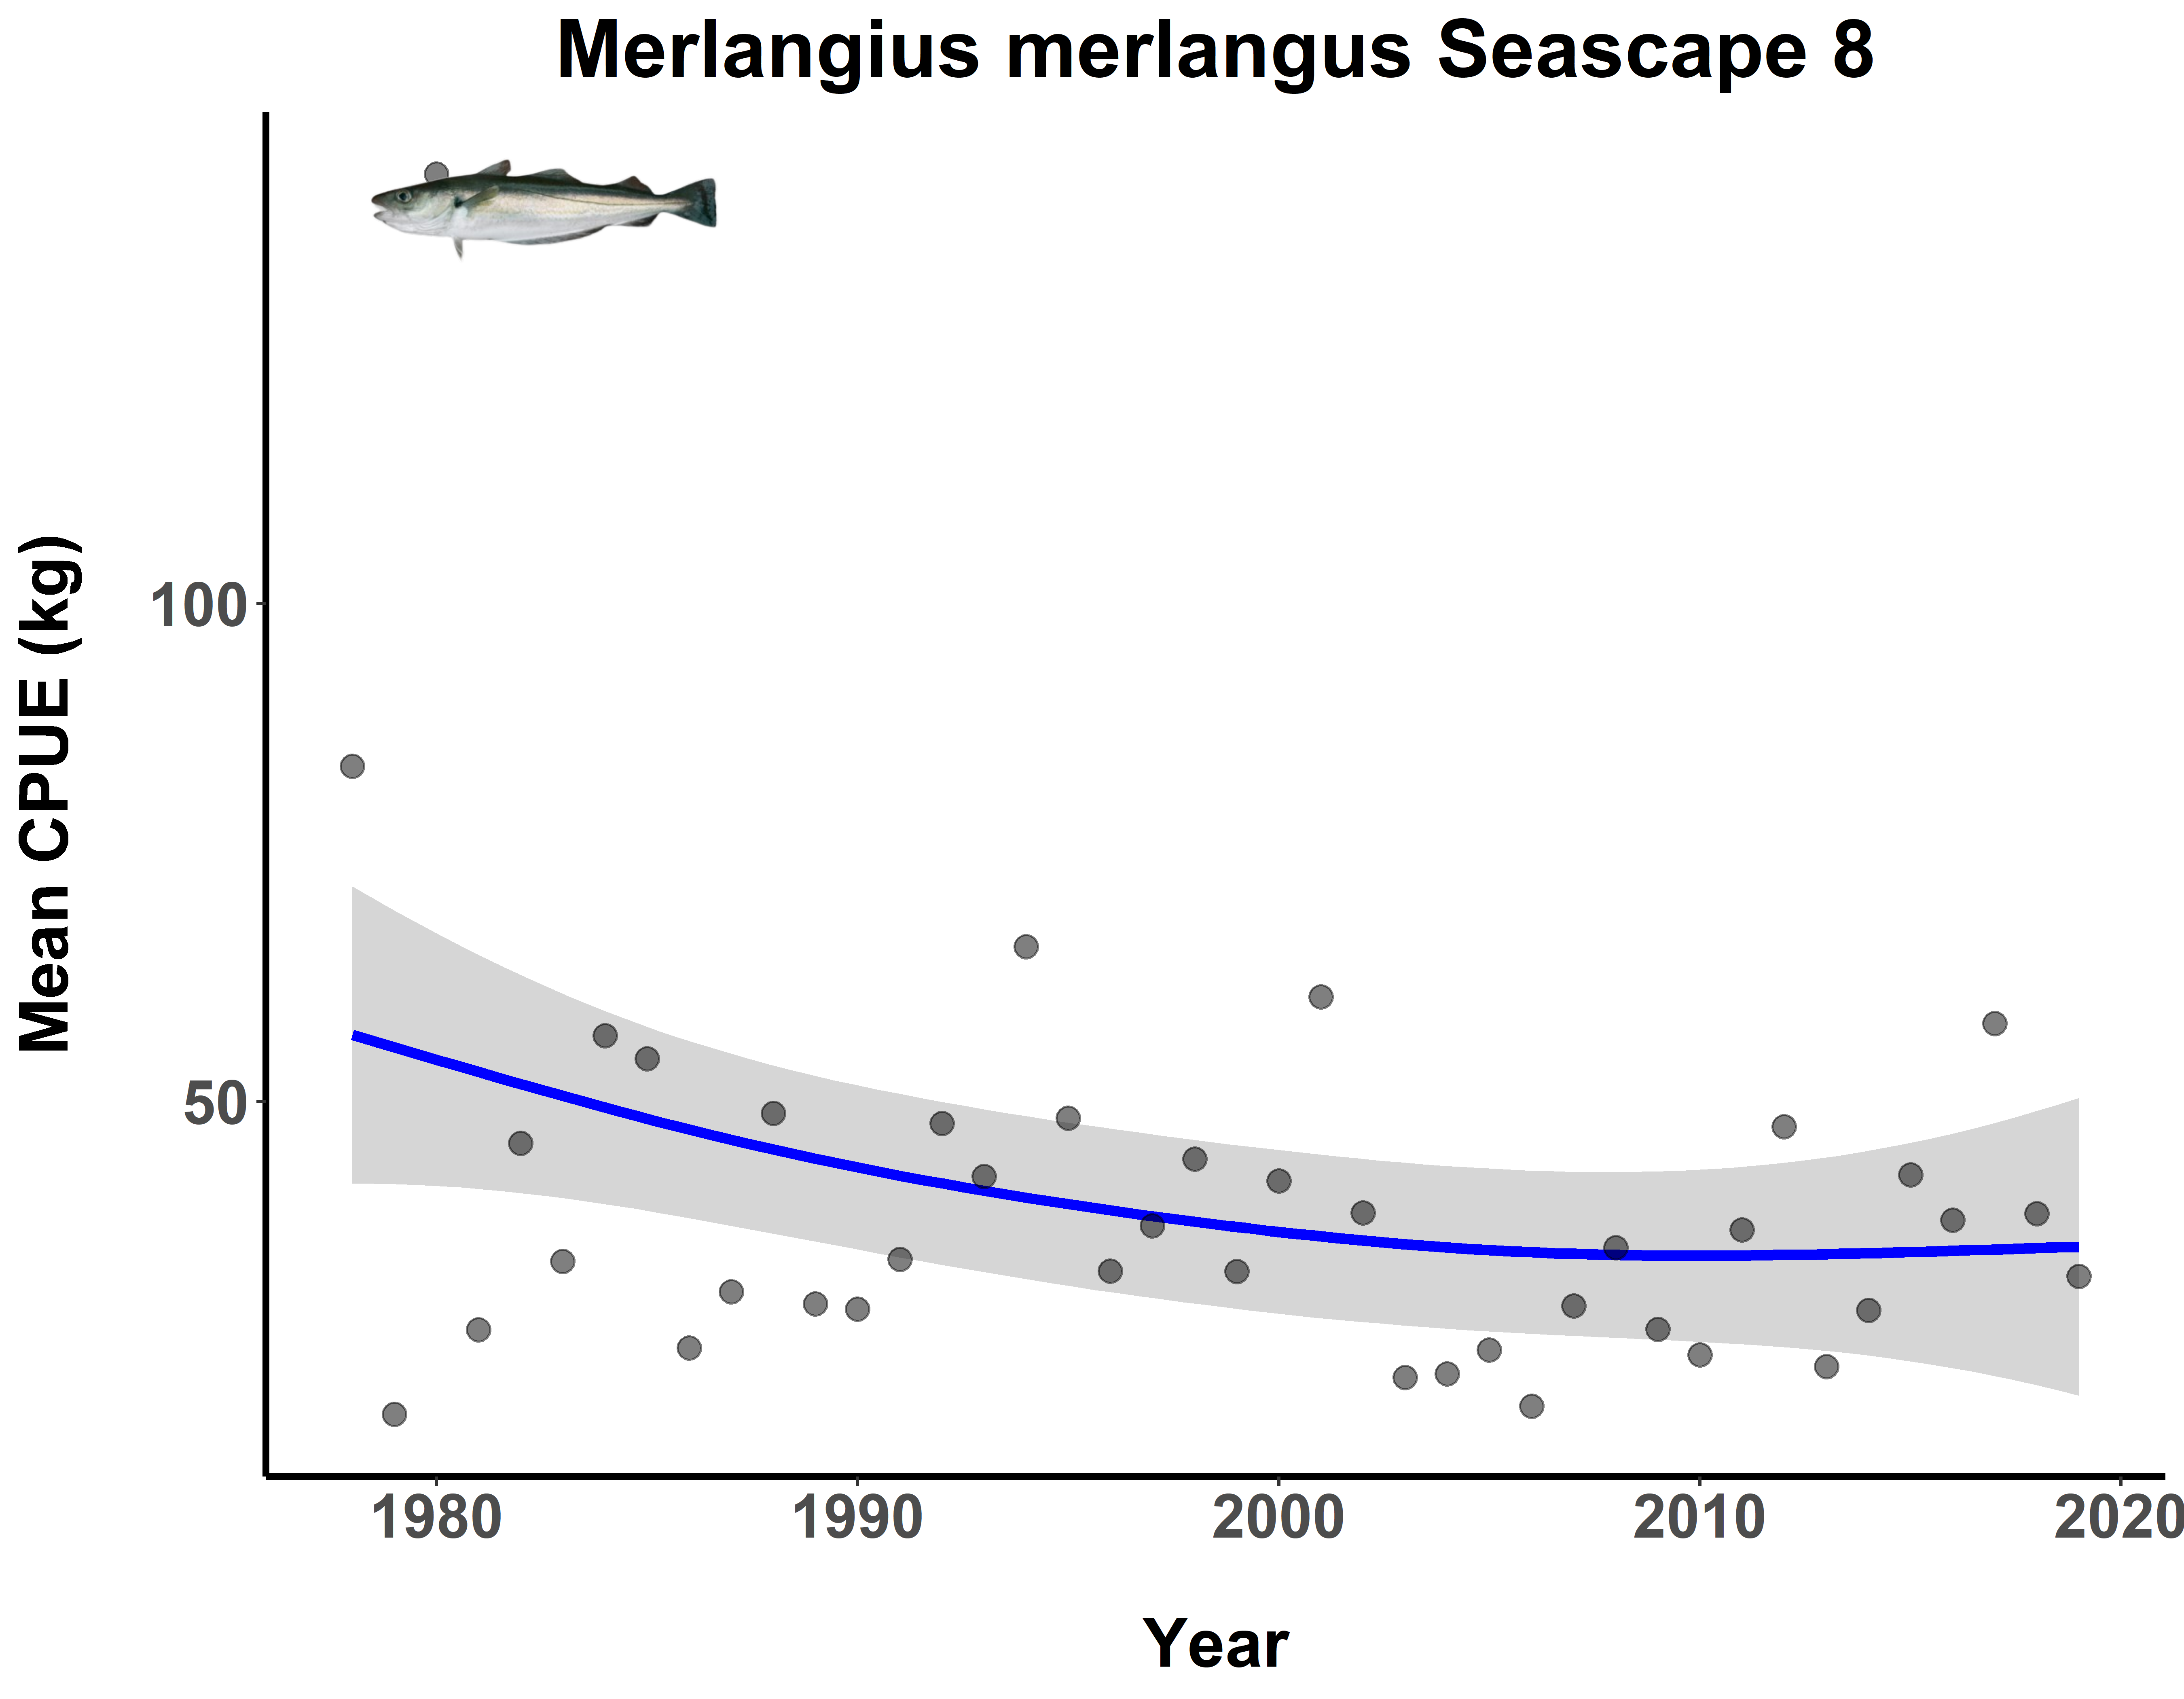 Merlangius merlangus Seascape 8
Mean CPUE (kg)
100
50
1980 1990 2000 2010 2020
Year